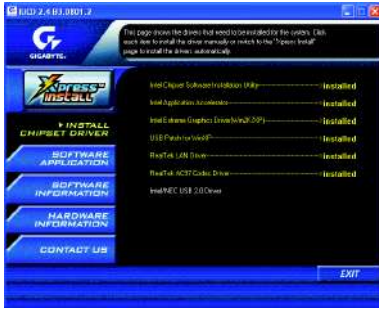 IUCD 2.4 B3.0801.2
This page shows the drivers that need to be installed for the system. Click
each item to install the driver manually or switch to the "Xpress Install"
page to install the drivers automatically.
GIGABYTE
Xpress
Install
INSTALL
CHIPSET DRIVER
SOFTWARE
APPLICATION
SOFTWARE
INFORMATION
HARDWARE
INFORMATION
CONTACT US
Intel Chipset Software Installation Utility installed
Intel Application Accelerator installed
Intel Extreme Graphics Driver(Win2K/XP) installed
USB Patch for WinXP installed
RealTek LAN Driver installed
RealTek AC97 Codec Driver installed
Intel/NEC USB 2.0 Driver
EXIT